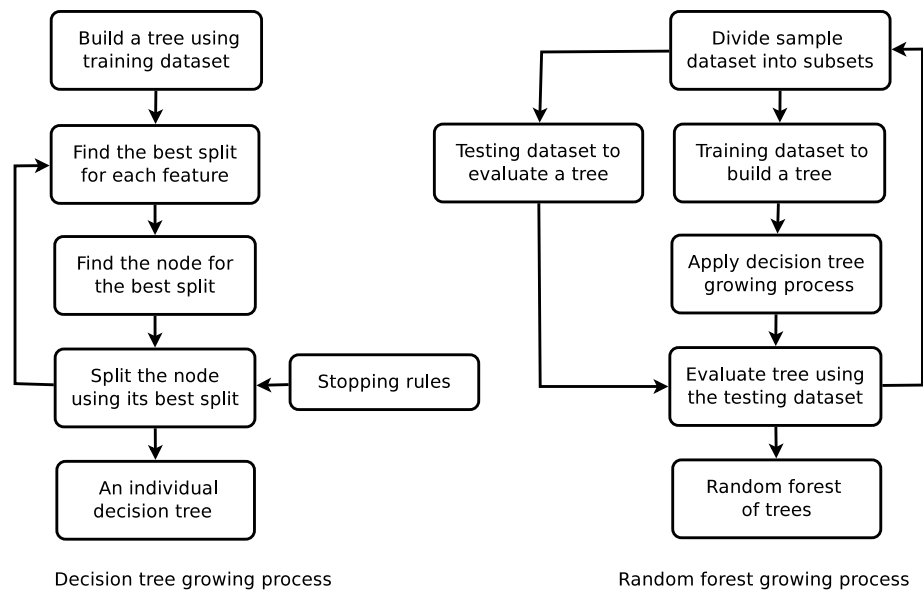 Build a tree using
training dataset
Find the best split
for each feature
Find the node for
the best split
Split the node
using its best split
Stopping rules
An individual
decision tree
Decision tree growing process
Divide sample
dataset into subsets
Testing dataset to
evaluate a tree
Training dataset to
build a tree
Apply decision tree
growing process
Evaluate tree using
the testing dataset
Random forest
of trees
Random forest growing process